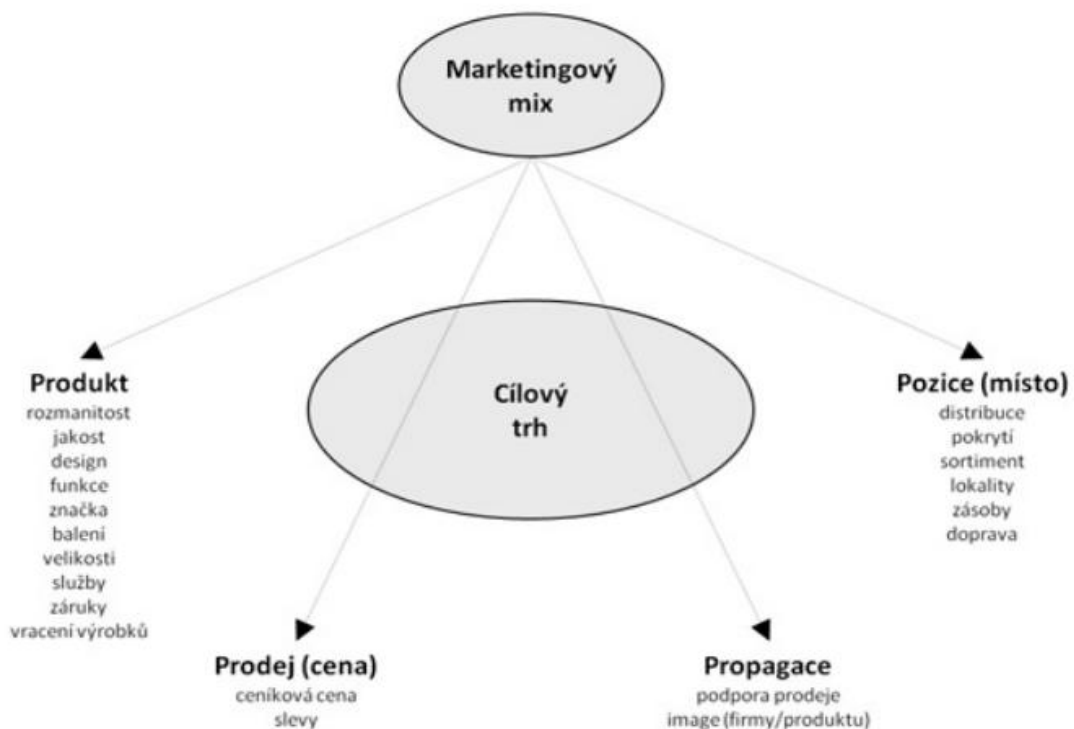 Marketingový
mix
Cílový
trh
Produkt
rozmanitost
jakost
design
funkce
značka
balení
velikosti
služby
záruky
vracení výrobků
Prodej (cena)
ceníková cena
slevy
Propagace
podpora prodeje
image (firmy/produktu)
Pozice (místo)
distribuce
pokrytí
sortiment
lokality
zásoby
doprava